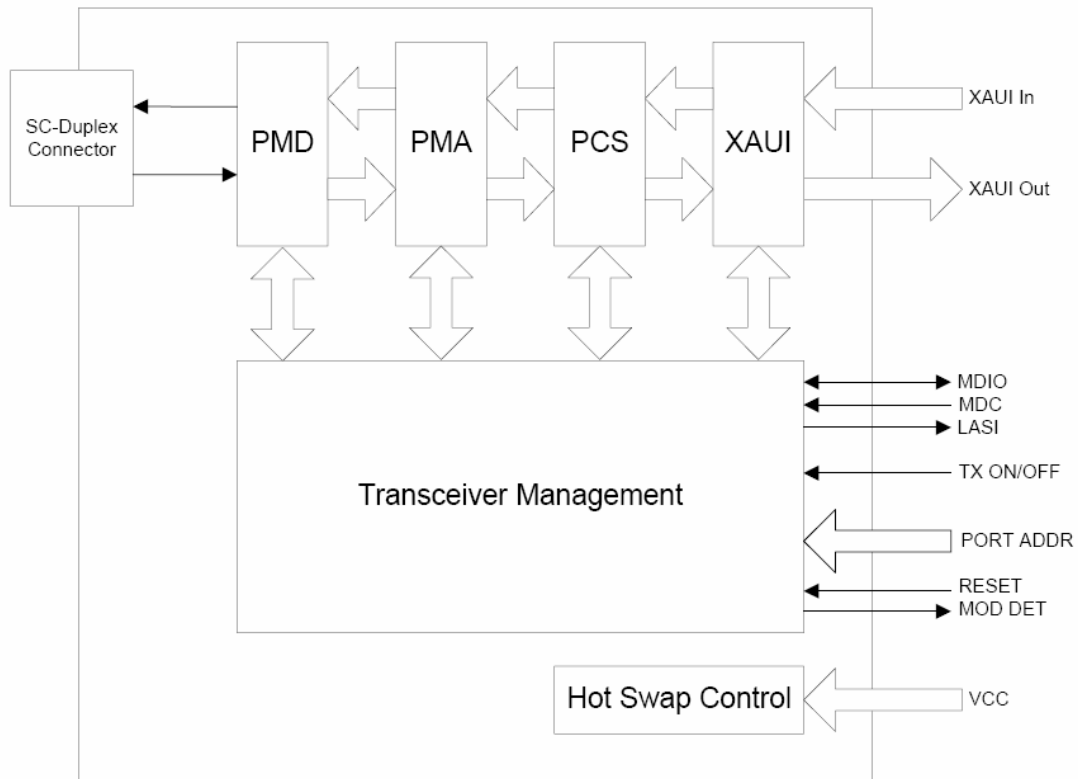 SC-Duplex
Connector
PMD
PMA
PCS
XAUI
XAUI In
XAUI Out
Transceiver Management
MDIO
MDC
LASI
TX ON/OFF
PORT ADDR
RESET
MOD DET
Hot Swap Control
VCC